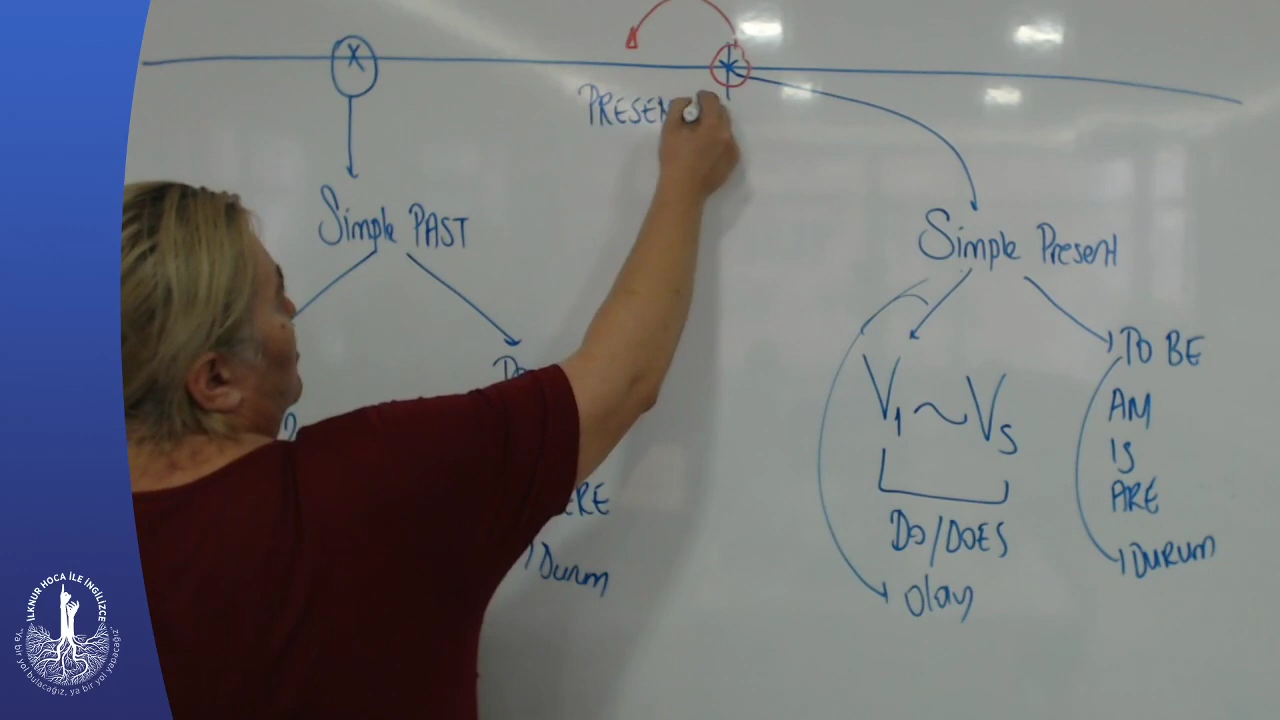 x
PRESEN
Simple PAST
Simple Present
TO BE
V1 ~ Vs
AM
2
IS
ARE
DO/DOES
DURUM
Durum
Olay
İLKNUR HOCA İLE İNGİLİZCE
"Ya bir yol bulacağız, ya bir yol yapacağız"